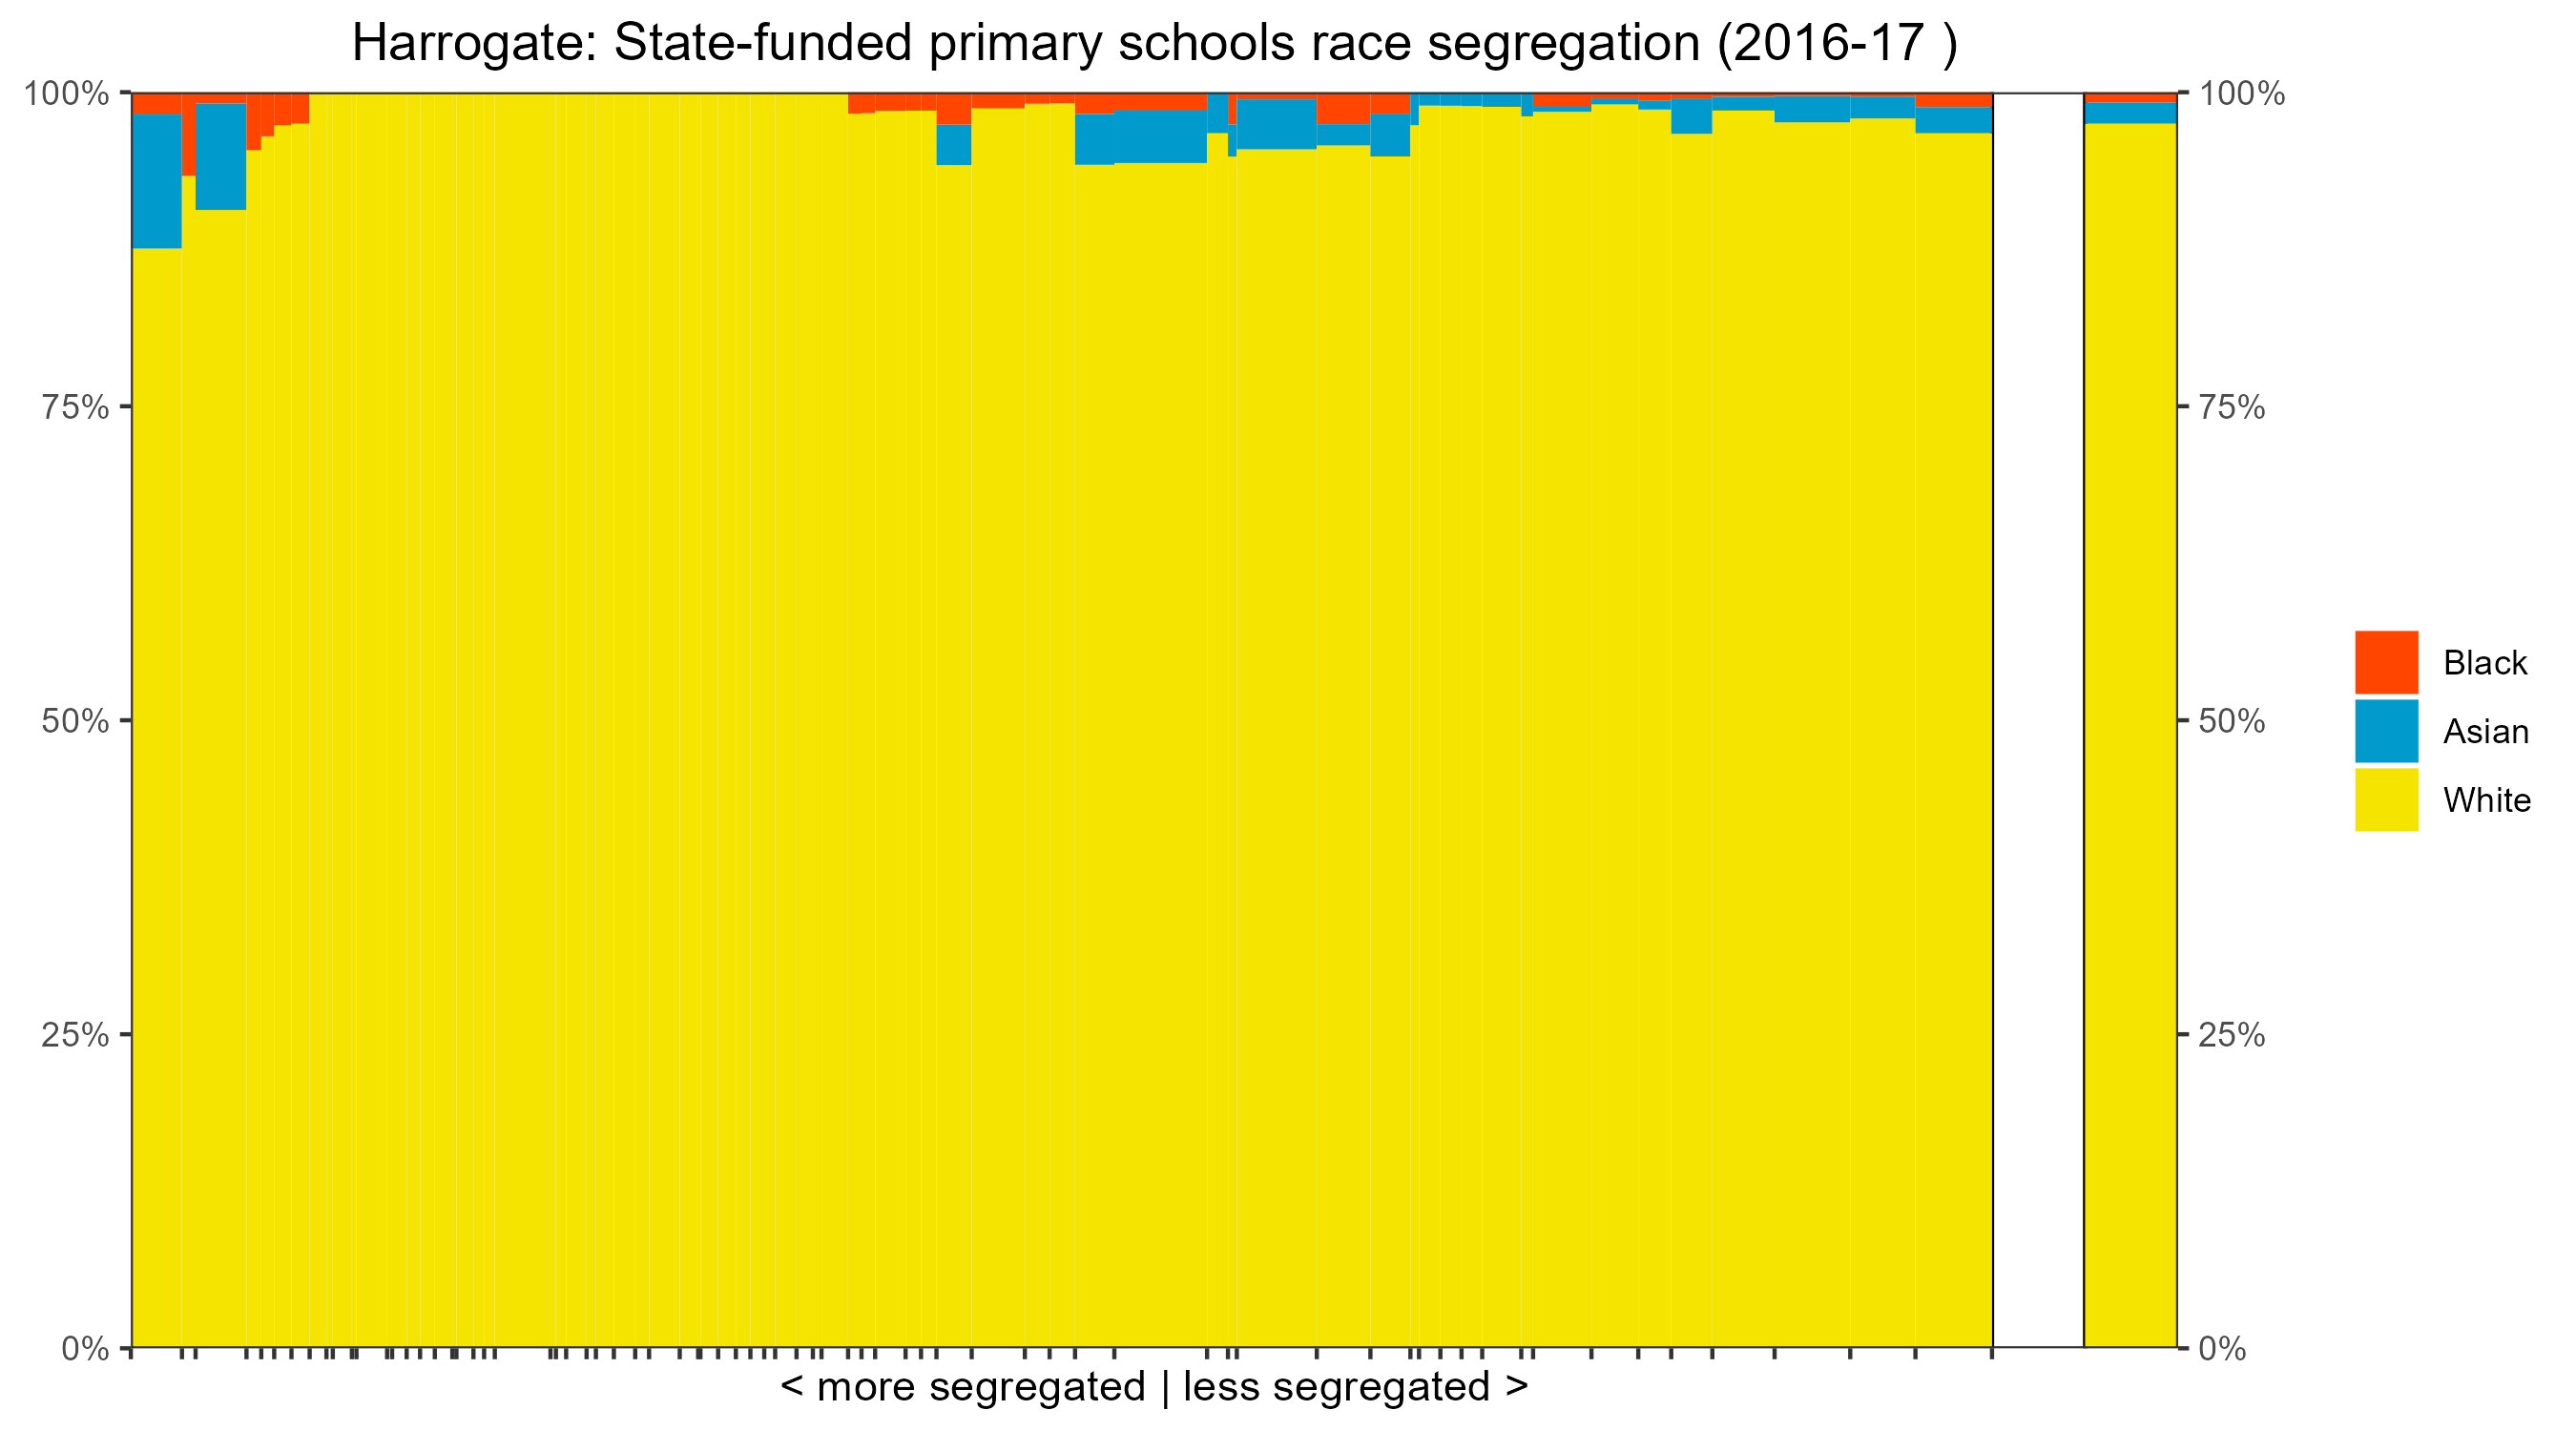 Harrogate: State-funded primary schools race segregation (2016-17 )
100%
75%
50%
25%
0%
100%
75%
50%
25%
0%
Black
Asian
White
< more segregated | less segregated >